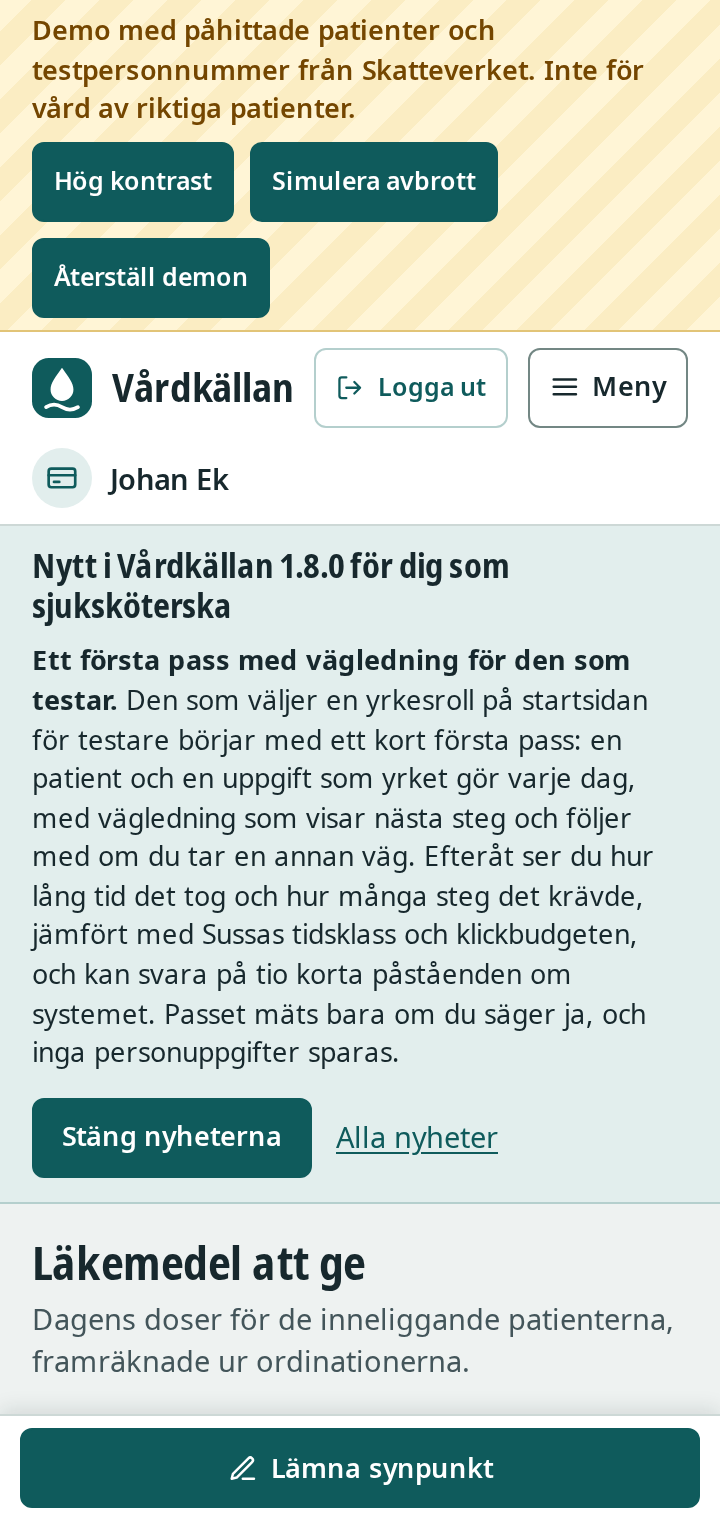 Demo med påhittade patienter och
testpersonnummer från Skatteverket. Inte för
vård av riktiga patienter.
Hög kontrast
Simulera avbrott
Återställ demon
Vårdkällan
Logga ut
Meny
Johan Ek
Nytt i Vårdkällan 1.8.0 för dig som
sjuksköterska
Ett första pass med vägledning för den som
testar. Den som väljer en yrkesroll på startsidan
för testare börjar med ett kort första pass: en
patient och en uppgift som yrket gör varje dag,
med vägledning som visar nästa steg och följer
med om du tar en annan väg. Efteråt ser du hur
lång tid det tog och hur många steg det krävde,
jämfört med Sussas tidsklass och klickbudgeten,
och kan svara på tio korta påståenden om
systemet. Passet mäts bara om du säger ja, och
inga personuppgifter sparas.
Stäng nyheterna
Alla nyheter
Läkemedel att ge
Dagens doser för de inneliggande patienterna,
framräknade ur ordinationerna.
Lämna synpunkt